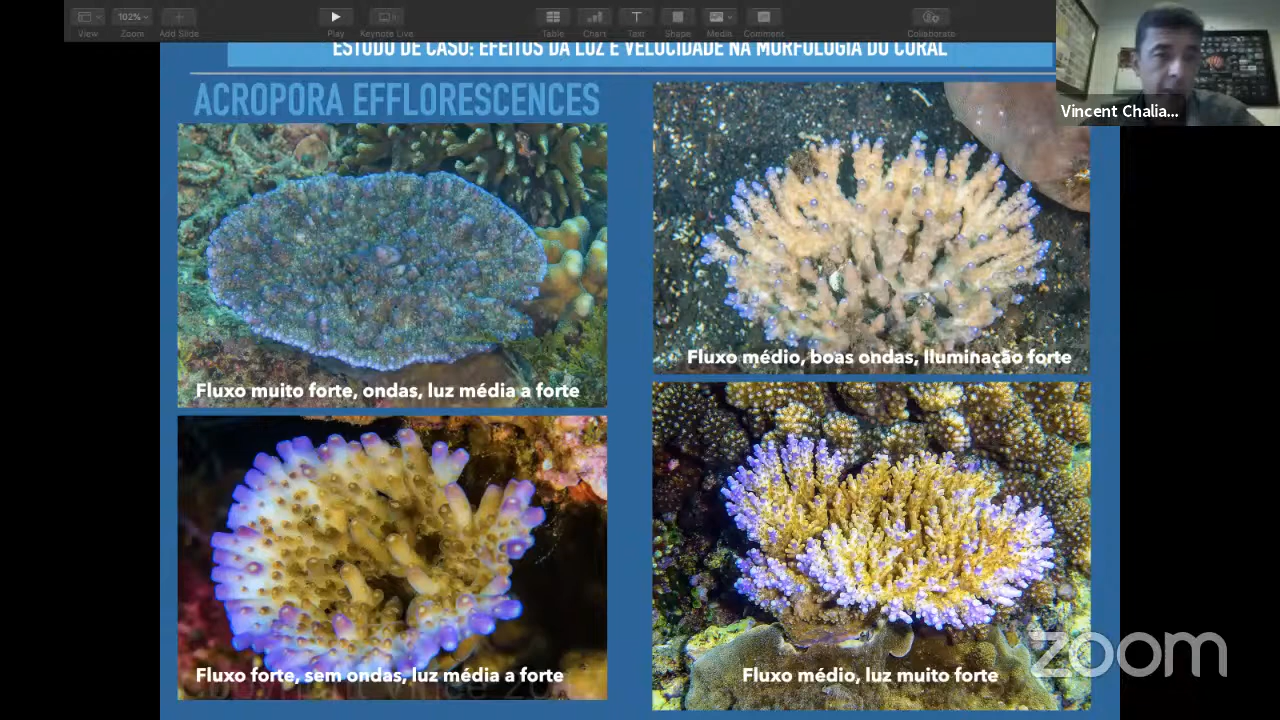 102%
View
Zoom
Add Slide
Play
Keynote Live
Table
Chart
Text
Shape
Media
Comment
Collaborate
Vincent Chalia...
ESTUDO DE CASO: EFEITOS DA LUZ E VELOCIDADE NA MORFOLOGIA DO CORAL
ACROPORA EFFLORESCENCES
Fluxo muito forte, ondas, luz média a forte
Fluxo médio, boas ondas, Iluminação forte
Fluxo forte, sem ondas, luz média a forte
Fluxo médio, luz muito forte
zoom